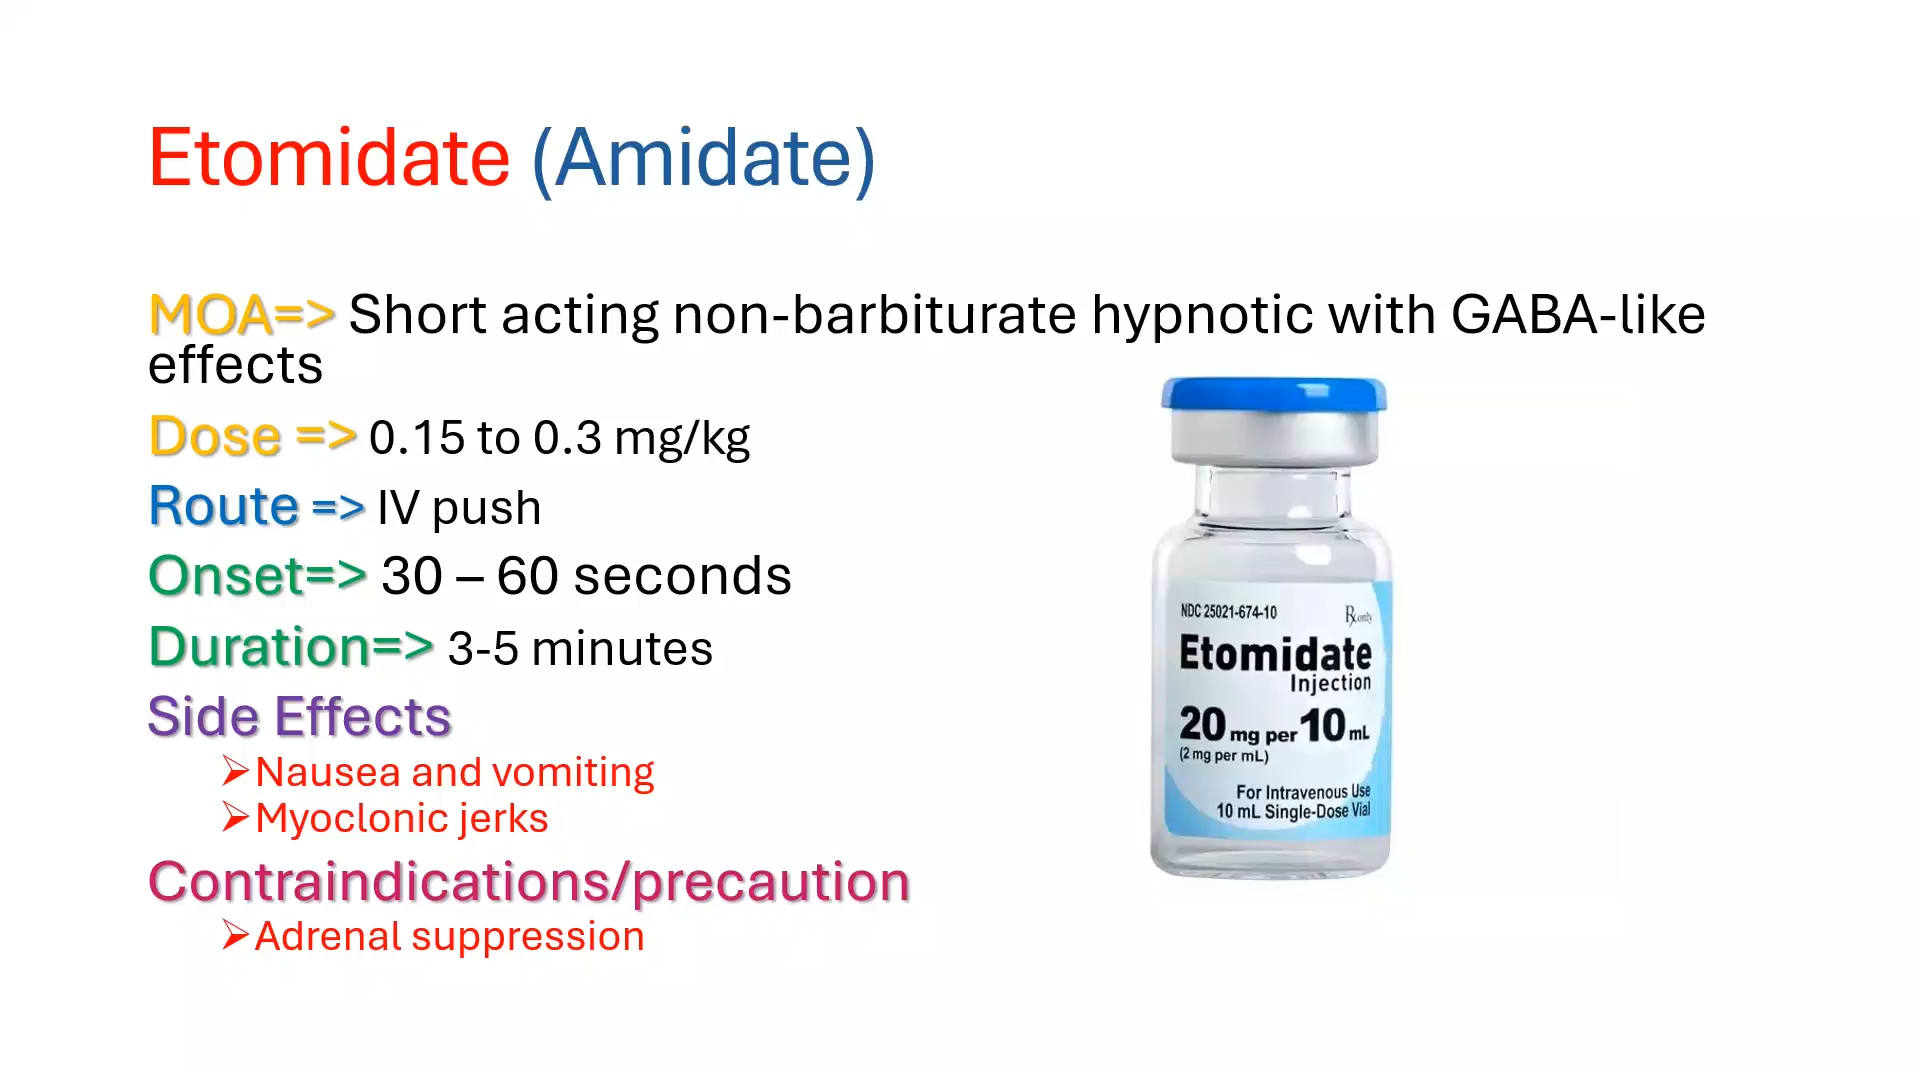 Etomidate (Amidate)
MOA=> Short acting non-barbiturate hypnotic with GABA-like
effects
Dose => 0.15 to 0.3 mg/kg
Route => IV push
Onset=> 30 – 60 seconds
Duration=> 3-5 minutes
Side Effects
➢Nausea and vomiting
➢Myoclonic jerks
Contraindications/precaution
➢Adrenal suppression
NDC 25021-674-10
Rx only
Etomidate
Injection
20 mg per 10 mL
(2 mg per mL)
For Intravenous Use
10 mL Single-Dose Vial